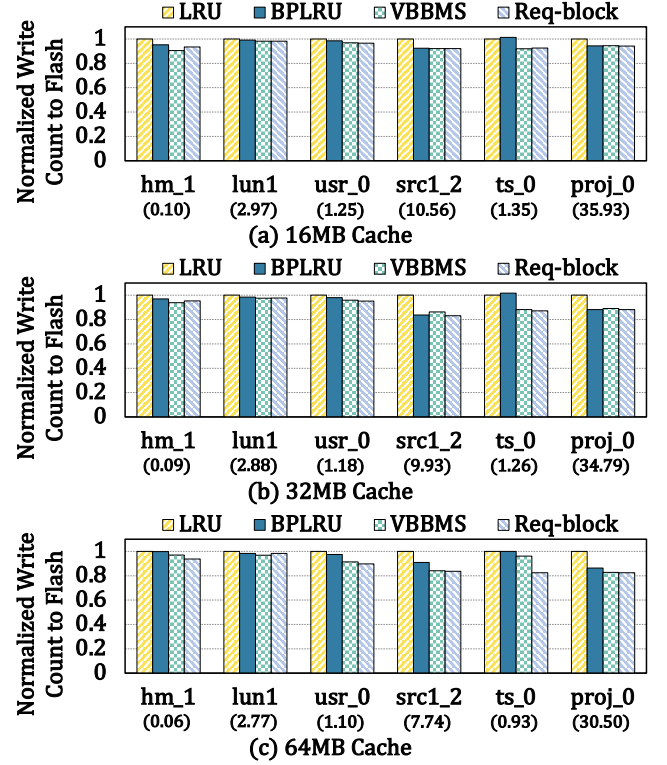 LRU BPLRU VBBMS Req-block
Normalized Write
Count to Flash
1
0.8
0.6
0.4
0.2
0
hm_1 lun1 usr_0 src1_2 ts_0 proj_0
(0.10) (2.97) (1.25) (10.56) (1.35) (35.93)
(a) 16MB Cache
LRU BPLRU VBBMS Req-block
Normalized Write
Count to Flash
1
0.8
0.6
0.4
0.2
0
hm_1 lun1 usr_0 src1_2 ts_0 proj_0
(0.09) (2.88) (1.18) (9.93) (1.26) (34.79)
(b) 32MB Cache
LRU BPLRU VBBMS Req-block
Normalized Write
Count to Flash
1
0.8
0.6
0.4
0.2
0
hm_1 lun1 usr_0 src1_2 ts_0 proj_0
(0.06) (2.77) (1.10) (7.74) (0.93) (30.50)
(c) 64MB Cache